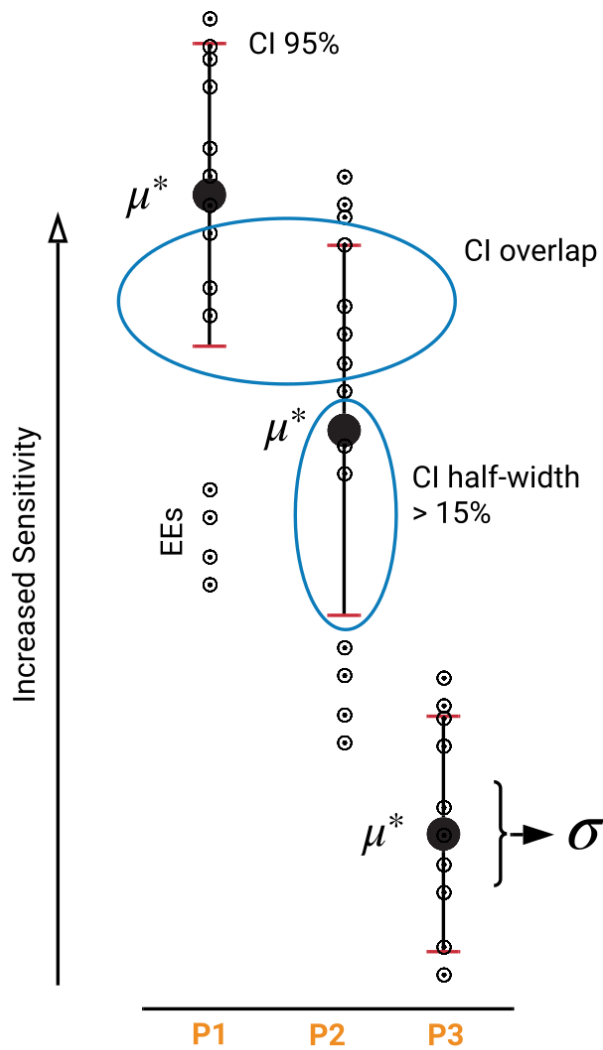 CI 95%
μ*
CI overlap
μ*
CI half-width
> 15%
EEs
Increased Sensitivity
μ*
σ
P1 P2 P3